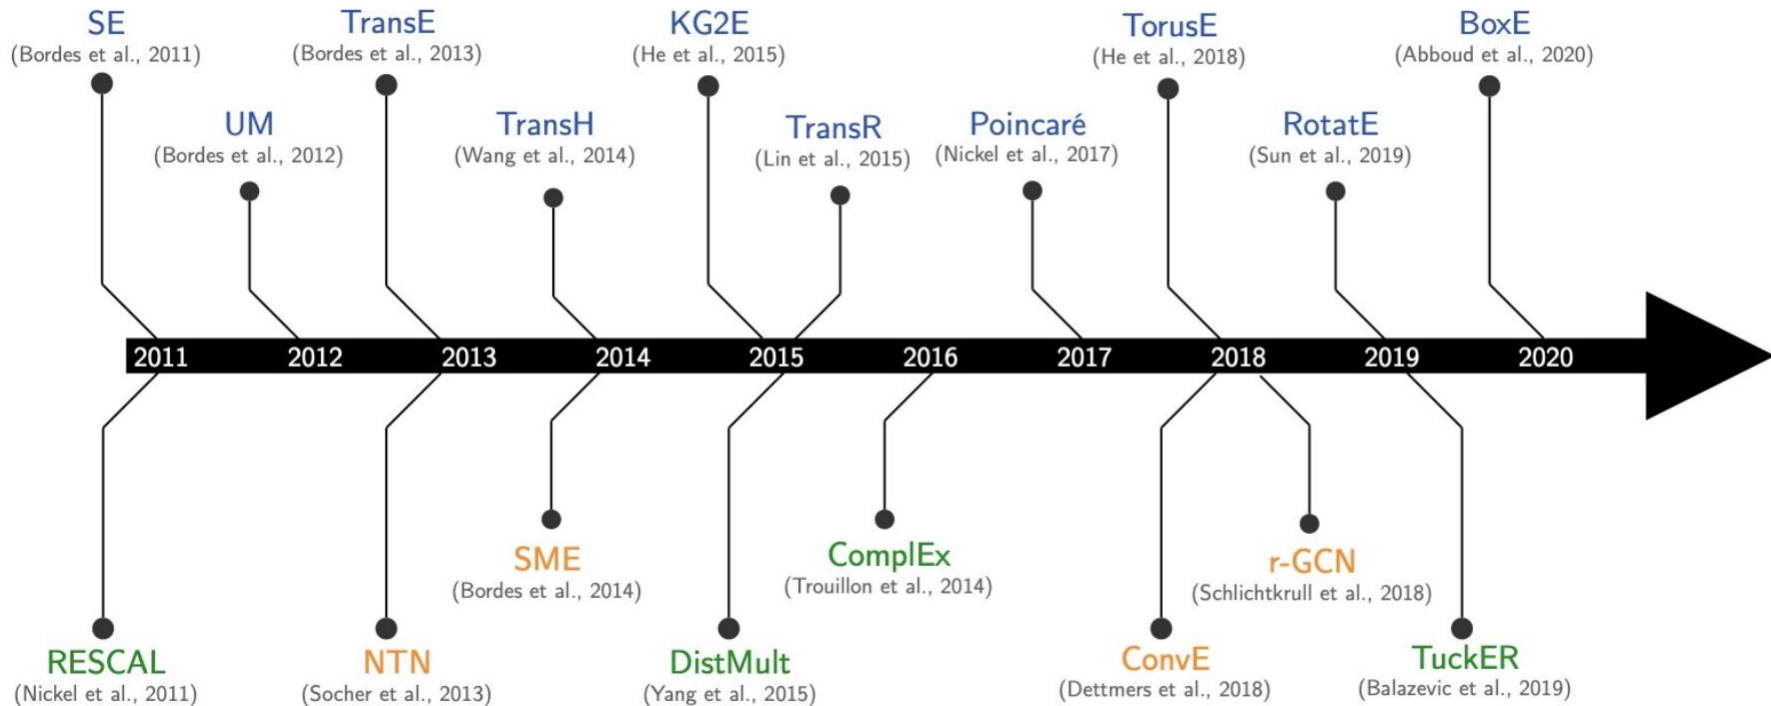 SE
(Bordes et al., 2011)
TransE
(Bordes et al., 2013)
KG2E
(He et al., 2015)
TorusE
(He et al., 2018)
BoxE
(Abboud et al., 2020)
UM
(Bordes et al., 2012)
TransH
(Wang et al., 2014)
TransR
(Lin et al., 2015)
Poincaré
(Nickel et al., 2017)
RotatE
(Sun et al., 2019)
2011 2012 2013 2014 2015 2016 2017 2018 2019 2020
SME
(Bordes et al., 2014)
ComplEx
(Trouillon et al., 2014)
r-GCN
(Schlichtkrull et al., 2018)
RESCAL
(Nickel et al., 2011)
NTN
(Socher et al., 2013)
DistMult
(Yang et al., 2015)
ConvE
(Dettmers et al., 2018)
TuckER
(Balazevic et al., 2019)